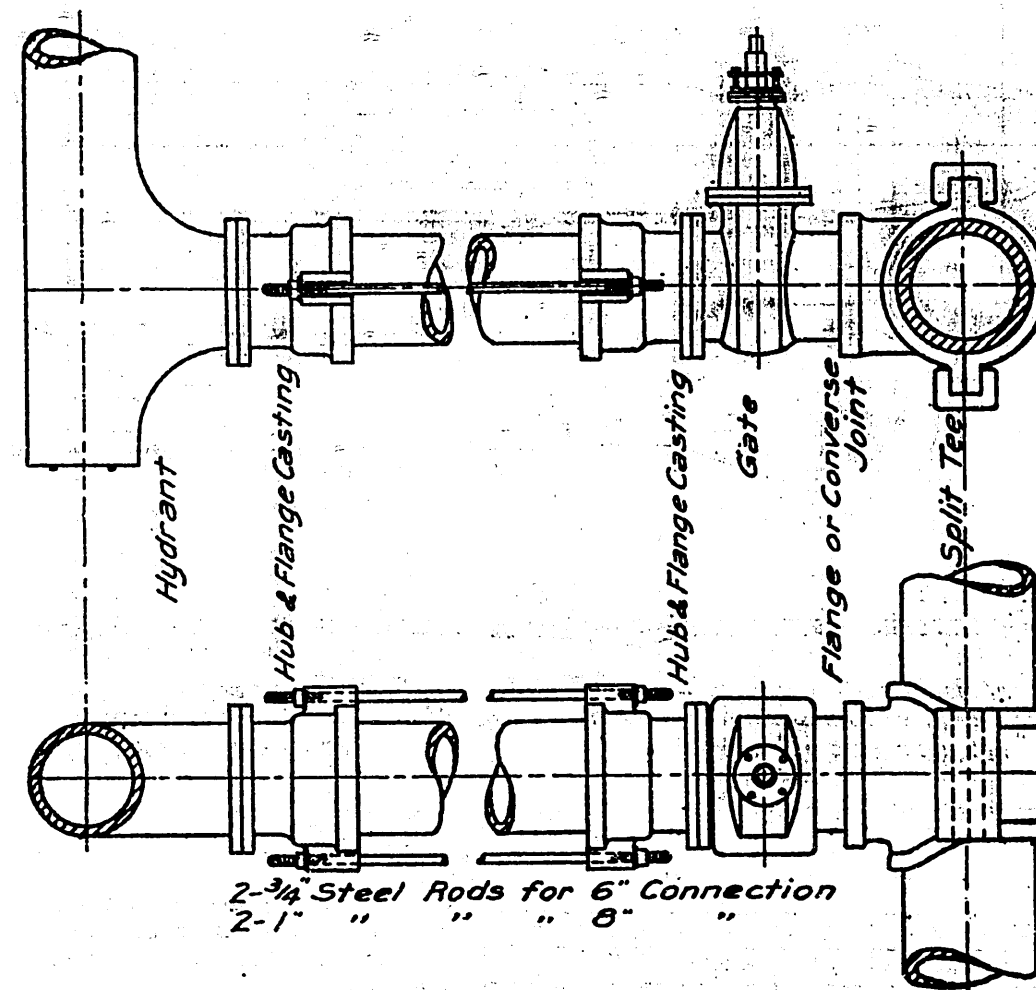 Hydrant
Hub & Flange Casting
Hub & Flange Casting
Gate
Flange or Converse
Joint
Split Tee
2-3/4" Steel Rods for 6" Connection
2-1" " " " 8" "